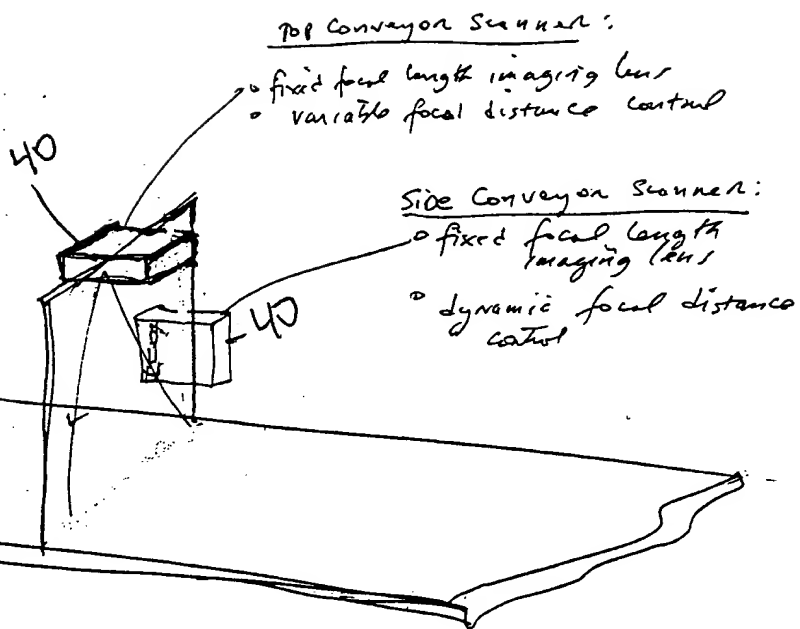 Top Conveyor Scanner:
° fixed focal length imaging lens
° variable focal distance control
40
Side Conveyor Scanner:
° fixed focal length
imaging lens
° dynamic focal distance
control
40